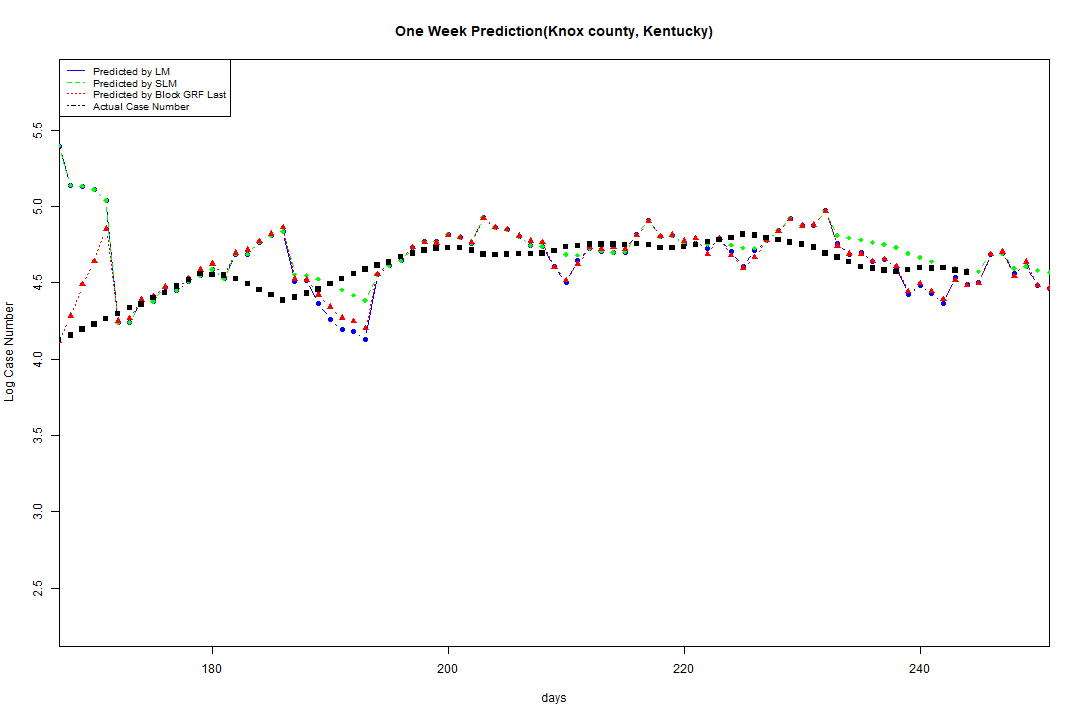 One Week Prediction(Knox county, Kentucky)
Predicted by LM
Predicted by SLM
Predicted by Block GRF Last
Actual Case Number
Log Case Number
5.5
5.0
4.5
4.0
3.5
3.0
2.5
180 200 220 240
days